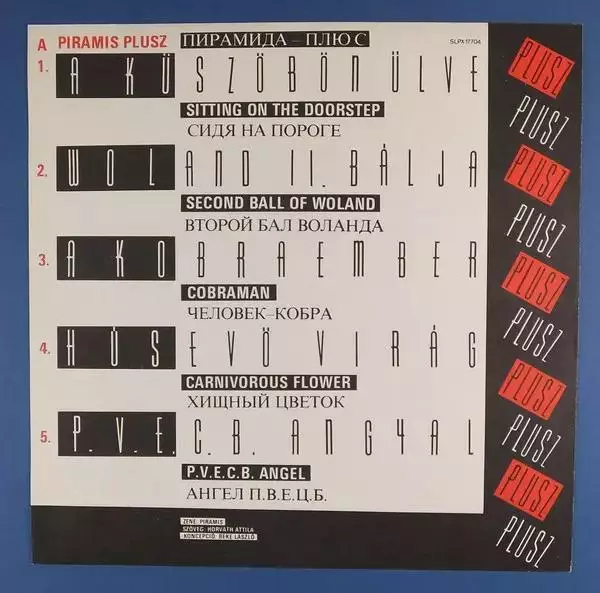 A PIRAMIS PLUSZ ПИРАМИДА – ПЛЮС SLPX 17704
1. A KÜSZÖBÖN ÜLVE
SITTING ON THE DOORSTEP
СИДЯ НА ПОРОГЕ
2. WOLAND II. BÁLJA
SECOND BALL OF WOLAND
ВТОРОЙ БАЛ ВОЛАНДА
3. A KOBRAEMBER
COBRAMAN
ЧЕЛОВЕК–КОБРА
4. HÚSEVŐ VIRÁG
CARNIVOROUS FLOWER
ХИЩНЫЙ ЦВЕТОК
5. P.V.E.C.B. ANGYAL
P.V.E.C.B. ANGEL
АНГЕЛ П.В.Е.Ц.Б.
ZENE: PIRAMIS
SZÖVEG: HORVÁTH ATTILA
KONCEPCIÓ: BEKE LÁSZLÓ
PLUSZ
PLUSZ
PLUSZ
PLUSZ
PLUSZ
PLUSZ
PLUSZ
PLUSZ
PLUSZ
PLUSZ